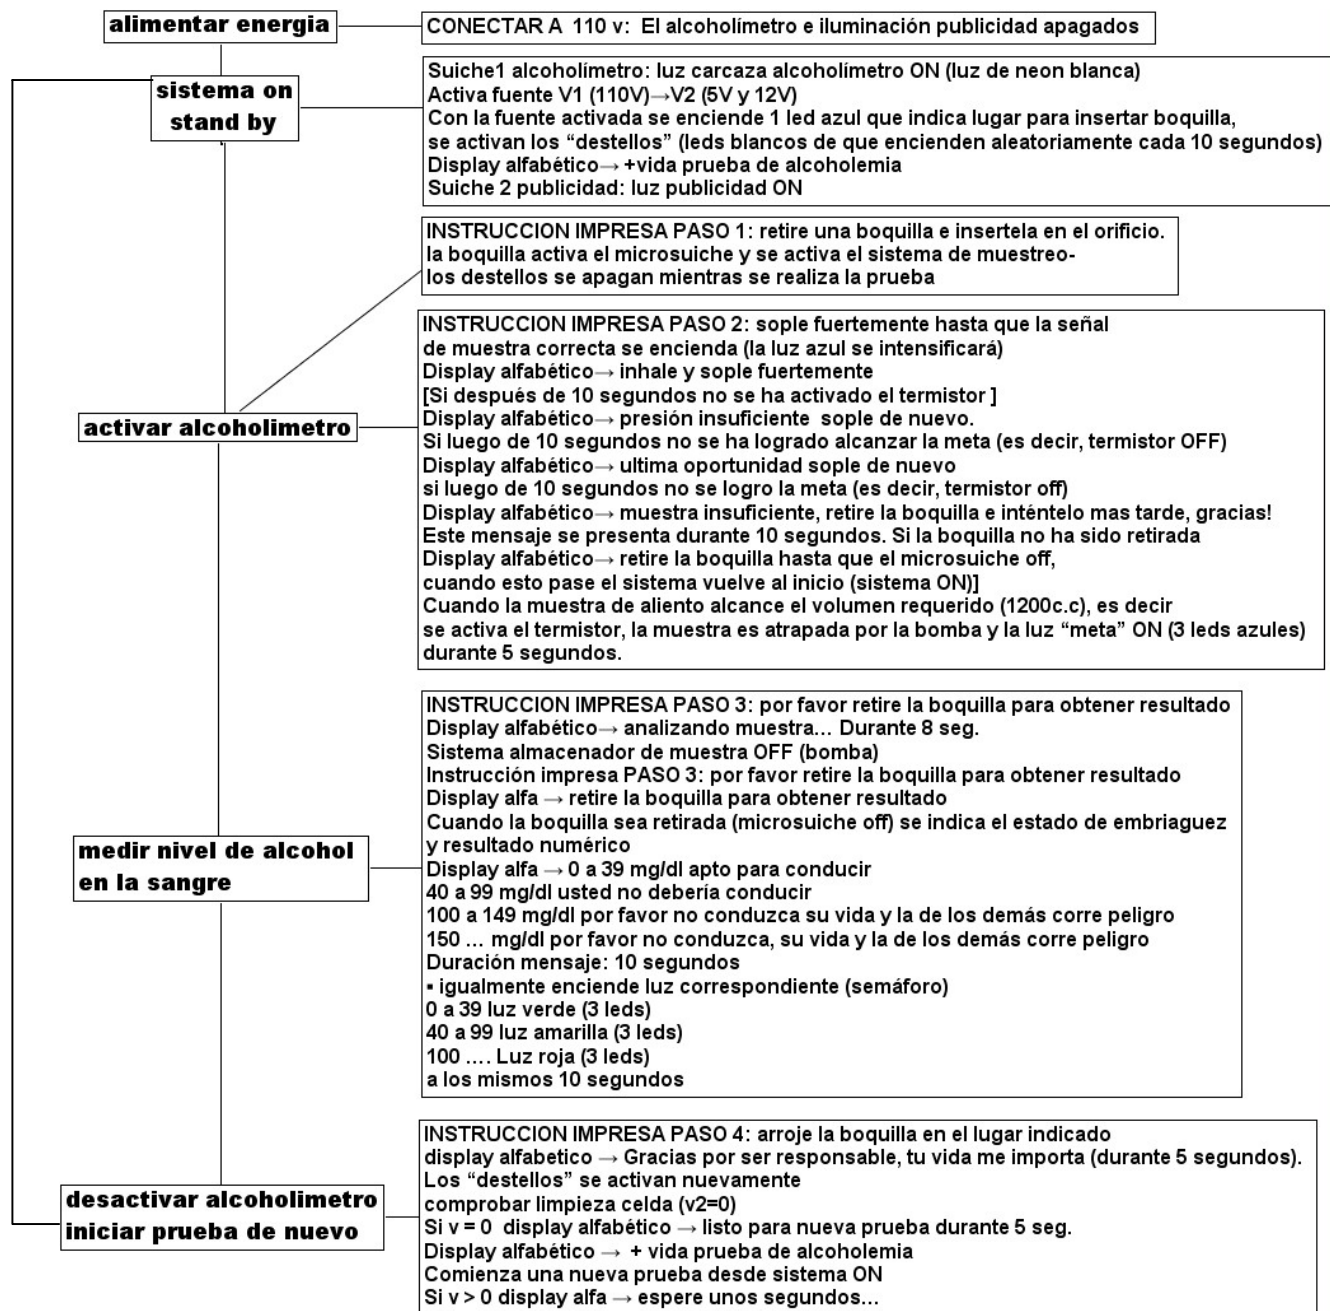 alimentar energia
CONECTAR A 110 v: El alcoholímetro e iluminación publicidad apagados
sistema on
stand by
Suiche1 alcoholímetro: luz carcaza alcoholímetro ON (luz de neon blanca)
Activa fuente V1 (110V)→V2 (5V y 12V)
Con la fuente activada se enciende 1 led azul que indica lugar para insertar boquilla,
se activan los “destellos” (leds blancos de que encienden aleatoriamente cada 10 segundos)
Display alfabético→ +vida prueba de alcoholemia
Suiche 2 publicidad: luz publicidad ON
INSTRUCCION IMPRESA PASO 1: retire una boquilla e insertela en el orificio.
la boquilla activa el microsuiche y se activa el sistema de muestreo-
los destellos se apagan mientras se realiza la prueba
activar alcoholimetro
INSTRUCCION IMPRESA PASO 2: sople fuertemente hasta que la señal
de muestra correcta se encienda (la luz azul se intensificará)
Display alfabético→ inhale y sople fuertemente
[Si después de 10 segundos no se ha activado el termistor ]
Display alfabético→ presión insuficiente sople de nuevo.
Si luego de 10 segundos no se ha logrado alcanzar la meta (es decir, termistor OFF)
Display alfabético→ ultima oportunidad sople de nuevo
si luego de 10 segundos no se logro la meta (es decir, termistor off)
Display alfabético→ muestra insuficiente, retire la boquilla e inténtelo mas tarde, gracias!
Este mensaje se presenta durante 10 segundos. Si la boquilla no ha sido retirada
Display alfabético→ retire la boquilla hasta que el microsuiche off,
cuando esto pase el sistema vuelve al inicio (sistema ON)]
Cuando la muestra de aliento alcance el volumen requerido (1200c.c), es decir
se activa el termistor, la muestra es atrapada por la bomba y la luz “meta” ON (3 leds azules)
durante 5 segundos.
medir nivel de alcohol
en la sangre
INSTRUCCION IMPRESA PASO 3: por favor retire la boquilla para obtener resultado
Display alfabético→ analizando muestra... Durante 8 seg.
Sistema almacenador de muestra OFF (bomba)
Instrucción impresa PASO 3: por favor retire la boquilla para obtener resultado
Display alfa → retire la boquilla para obtener resultado
Cuando la boquilla sea retirada (microsuiche off) se indica el estado de embriaguez
y resultado numérico
Display alfa → 0 a 39 mg/dl apto para conducir
40 a 99 mg/dl usted no debería conducir
100 a 149 mg/dl por favor no conduzca su vida y la de los demás corre peligro
150 ... mg/dl por favor no conduzca, su vida y la de los demás corre peligro
Duración mensaje: 10 segundos
▪ igualmente enciende luz correspondiente (semáforo)
0 a 39 luz verde (3 leds)
40 a 99 luz amarilla (3 leds)
100 .... Luz roja (3 leds)
a los mismos 10 segundos
desactivar alcoholimetro
iniciar prueba de nuevo
INSTRUCCION IMPRESA PASO 4: arroje la boquilla en el lugar indicado
display alfabetico → Gracias por ser responsable, tu vida me importa (durante 5 segundos).
Los “destellos” se activan nuevamente
comprobar limpieza celda (v2=0)
Si v = 0 display alfabético → listo para nueva prueba durante 5 seg.
Display alfabético → + vida prueba de alcoholemia
Comienza una nueva prueba desde sistema ON
Si v > 0 display alfa → espere unos segundos...